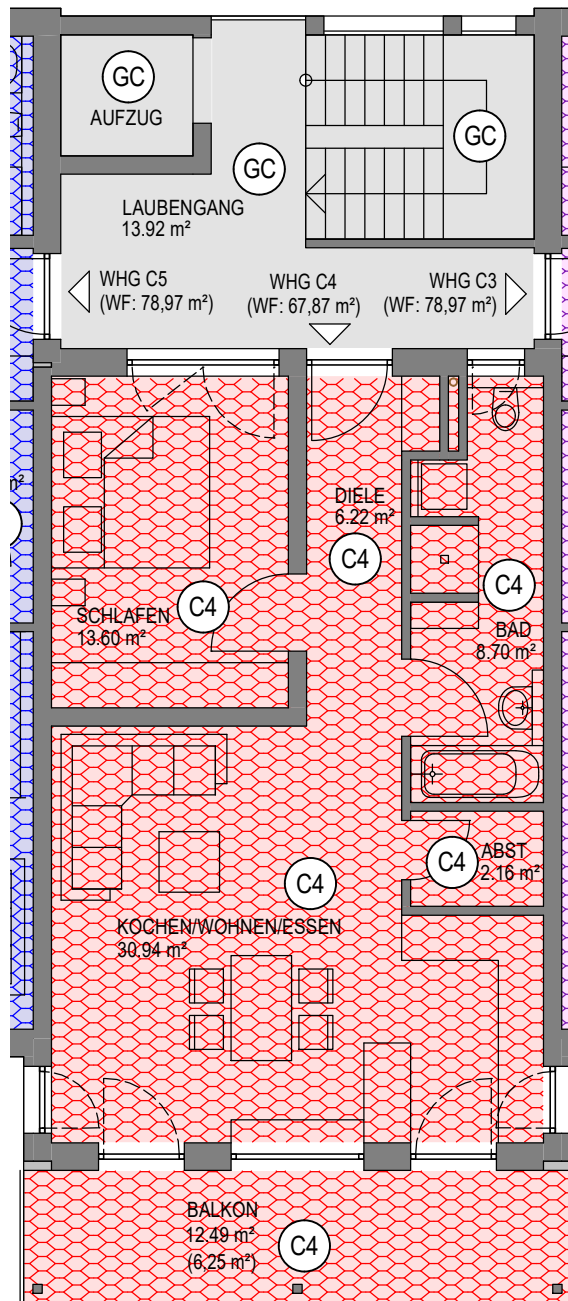 GC
AUFZUG
GC
GC
LAUBENGANG
13.92 m²
WHG C5
(WF: 78,97 m²)
WHG C4
(WF: 67,87 m²)
WHG C3
(WF: 78,97 m²)
m²
DIELE
6.22 m²
C4
C4
SCHLAFEN
13.60 m²
C4
BAD
8.70 m²
C4
ABST
2.16 m²
C4
KOCHEN/WOHNEN/ESSEN
30.94 m²
BALKON
12.49 m²
(6,25 m²)
C4